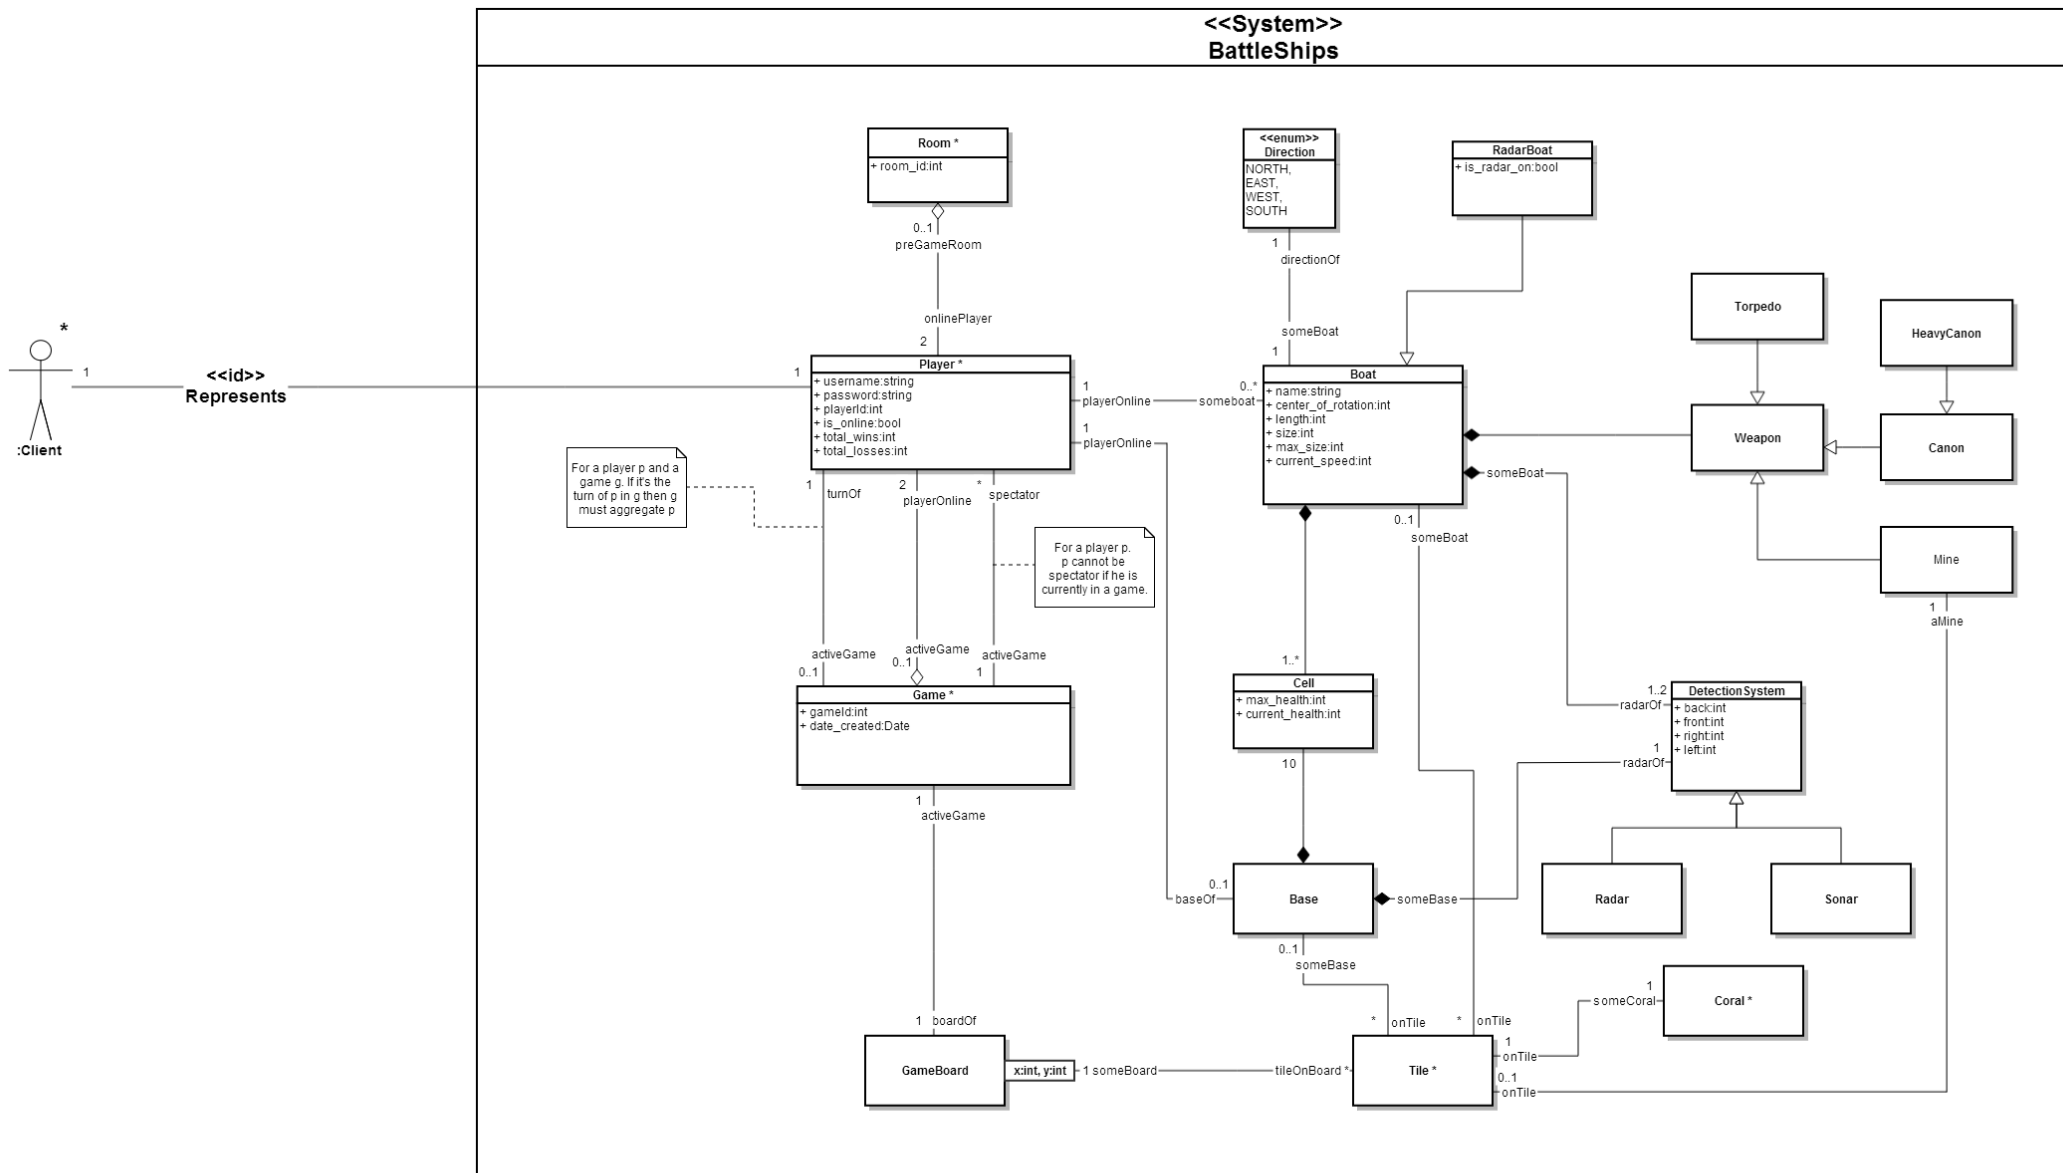 <<System>>
BattleShips
Room *
+ room_id:int
0..1
preGameRoom
onlinePlayer
2
<<enum>>
Direction
NORTH,
EAST,
WEST,
SOUTH
1
directionOf
someBoat
1
RadarBoat
+ is_radar_on:bool
Torpedo
HeavyCanon
Weapon
Canon
Mine
1
aMine
*
:Client
1
<<id>>
Represents
1
Player *
+ username:string
+ password:string
+ playerId:int
+ is_online:bool
+ total_wins:int
+ total_losses:int
1
playerOnline
0..*
someboat
1
playerOnline
Boat
+ name:string
+ center_of_rotation:int
+ length:int
+ size:int
+ max_size:int
+ current_speed:int
someBoat
0..1
someBoat
For a player p and a
game g. If it's the
turn of p in g then g
must aggregate p
1
turnOf
2
playerOnline
*
spectator
For a player p.
p cannot be
spectator if he is
currently in a game.
activeGame
0..1
activeGame
0..1
activeGame
1
Game *
+ gameId:int
+ date_created:Date
1
activeGame
1..*
Cell
+ max_health:int
+ current_health:int
10
1..2
radarOf
DetectionSystem
+ back:int
+ front:int
+ right:int
+ left:int
1
radarOf
Radar
Sonar
0..1
baseOf
Base
someBase
0..1
someBase
1
someCoral
Coral *
1
boardOf
GameBoard
x:int, y:int
1 someBoard
tileOnBoard *
*
onTile
*
onTile
Tile *
1
onTile
0..1
onTile